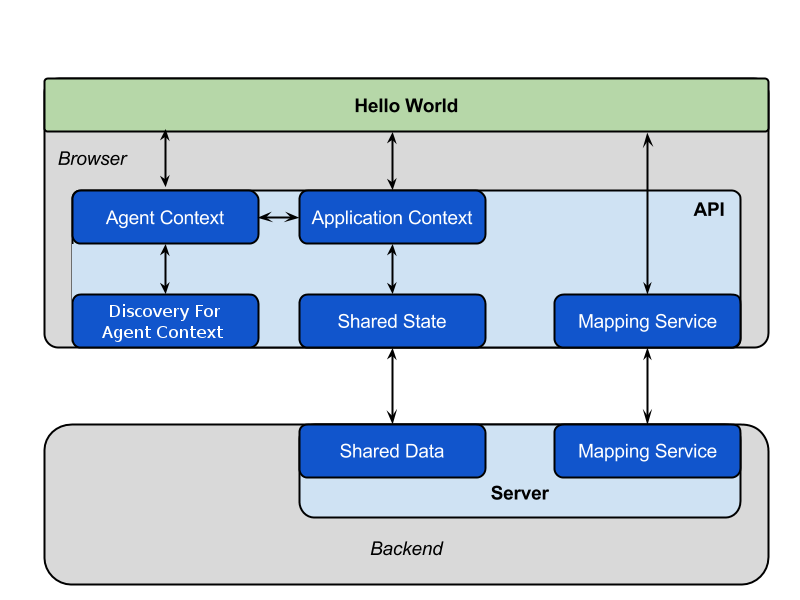 Hello World
Browser
API
Agent Context
Application Context
Discovery For
Agent Context
Shared State
Mapping Service
Shared Data
Mapping Service
Server
Backend